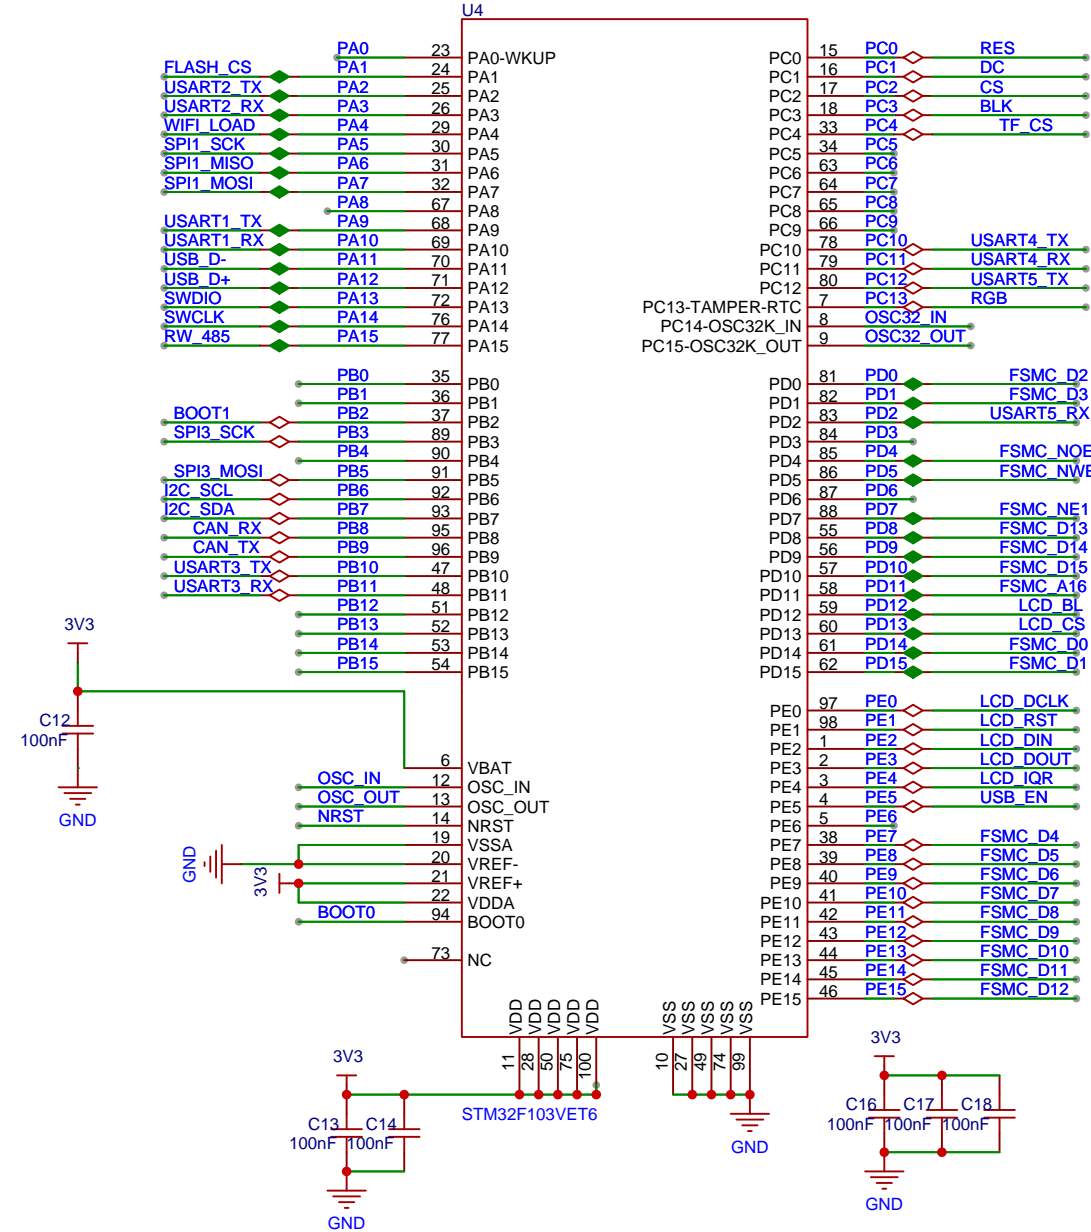 U4
PA0 23 PA0-WKUP
FLASH_CS PA1 24 PA1
USART2_TX PA2 25 PA2
USART2_RX PA3 26 PA3
WIFI_LOAD PA4 29 PA4
SPI1_SCK PA5 30 PA5
SPI1_MISO PA6 31 PA6
SPI1_MOSI PA7 32 PA7
PA8 67 PA8
USART1_TX PA9 68 PA9
USART1_RX PA10 69 PA10
USB_D- PA11 70 PA11
USB_D+ PA12 71 PA12
SWDIO PA13 72 PA13
SWCLK PA14 76 PA14
RW_485 PA15 77 PA15
PB0 35 PB0
PB1 36 PB1
BOOT1 PB2 37 PB2
SPI3_SCK PB3 89 PB3
PB4 90 PB4
SPI3_MOSI PB5 91 PB5
I2C_SCL PB6 92 PB6
I2C_SDA PB7 93 PB7
CAN_RX PB8 95 PB8
CAN_TX PB9 96 PB9
USART3_TX PB10 47 PB10
USART3_RX PB11 48 PB11
PB12 51 PB12
PB13 52 PB13
PB14 53 PB14
PB15 54 PB15
3V3
C12
100nF
GND
6 VBAT
OSC_IN 12 OSC_IN
OSC_OUT 13 OSC_OUT
NRST 14 NRST
19 VSSA
GND 20 VREF-
3V3 21 VREF+
22 VDDA
BOOT0 94 BOOT0
73 NC
PC0 15 PC0 RES
PC1 16 PC1 DC
PC2 17 PC2 CS
PC3 18 PC3 BLK
PC4 33 PC4 TF_CS
PC5 34 PC5
PC6 63 PC6
PC7 64 PC7
PC8 65 PC8
PC9 66 PC9
PC10 78 PC10 USART4_TX
PC11 79 PC11 USART4_RX
PC12 80 PC12 USART5_TX
PC13-TAMPER-RTC 7 PC13 RGB
PC14-OSC32K_IN 8 OSC32_IN
PC15-OSC32K_OUT 9 OSC32_OUT
PD0 81 PD0 FSMC_D2
PD1 82 PD1 FSMC_D3
PD2 83 PD2 USART5_RX
PD3 84 PD3
PD4 85 PD4 FSMC_NOE
PD5 86 PD5 FSMC_NWE
PD6 87 PD6
PD7 88 PD7 FSMC_NE1
PD8 55 PD8 FSMC_D13
PD9 56 PD9 FSMC_D14
PD10 57 PD10 FSMC_D15
PD11 58 PD11 FSMC_A16
PD12 59 PD12 LCD_BL
PD13 60 PD13 LCD_CS
PD14 61 PD14 FSMC_D0
PD15 62 PD15 FSMC_D1
PE0 97 PE0 LCD_DCLK
PE1 98 PE1 LCD_RST
PE2 1 PE2 LCD_DIN
PE3 2 PE3 LCD_DOUT
PE4 3 PE4 LCD_IQR
PE5 4 PE5 USB_EN
PE6 5 PE6
PE7 38 PE7 FSMC_D4
PE8 39 PE8 FSMC_D5
PE9 40 PE9 FSMC_D6
PE10 41 PE10 FSMC_D7
PE11 42 PE11 FSMC_D8
PE12 43 PE12 FSMC_D9
PE13 44 PE13 FSMC_D10
PE14 45 PE14 FSMC_D11
PE15 46 PE15 FSMC_D12
VDD VDD VDD VDD VDD
11 28 50 75 100
VSS VSS VSS VSS VSS
10 27 49 74 99
STM32F103VET6
3V3
C13 C14
100nF 100nF
GND
GND
3V3
C16 C17 C18
100nF 100nF 100nF
GND